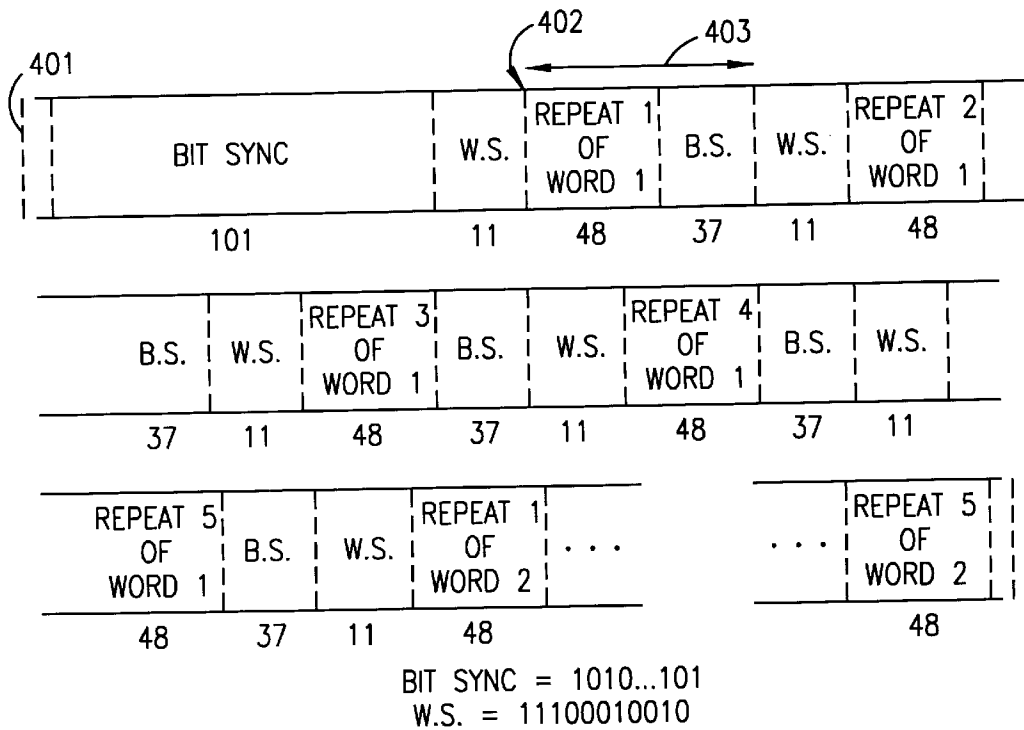 402
403
401
BIT SYNC
W.S.
REPEAT 1
OF
WORD 1
B.S.
W.S.
REPEAT 2
OF
WORD 1
101
11
48
37
11
48
B.S.
W.S.
REPEAT 3
OF
WORD 1
B.S.
W.S.
REPEAT 4
OF
WORD 1
B.S.
W.S.
37
11
48
37
11
48
37
11
REPEAT 5
OF
WORD 1
B.S.
W.S.
REPEAT 1
OF
WORD 2
...
...
REPEAT 5
OF
WORD 2
48
37
11
48
48
BIT SYNC = 1010...101
W.S. = 11100010010